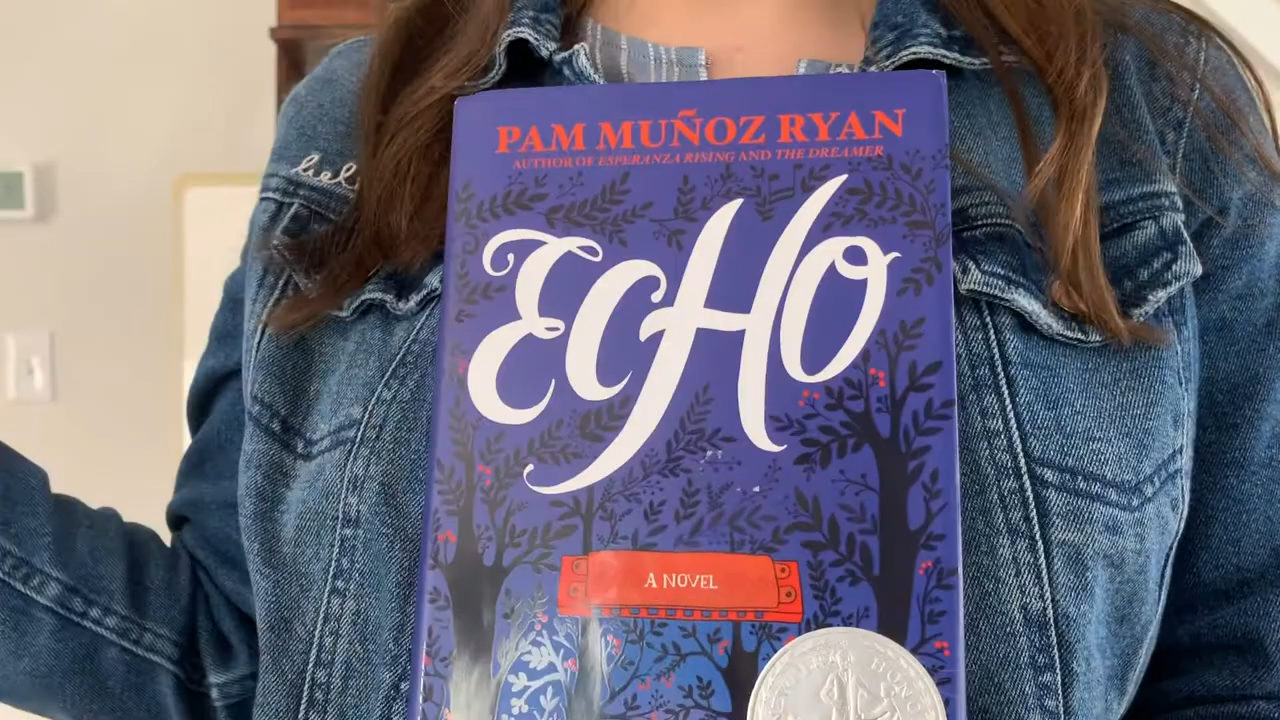 PAM MUÑOZ RYAN
AUTHOR OF ESPERANZA RISING AND THE DREAMER
ECHO
A NOVEL